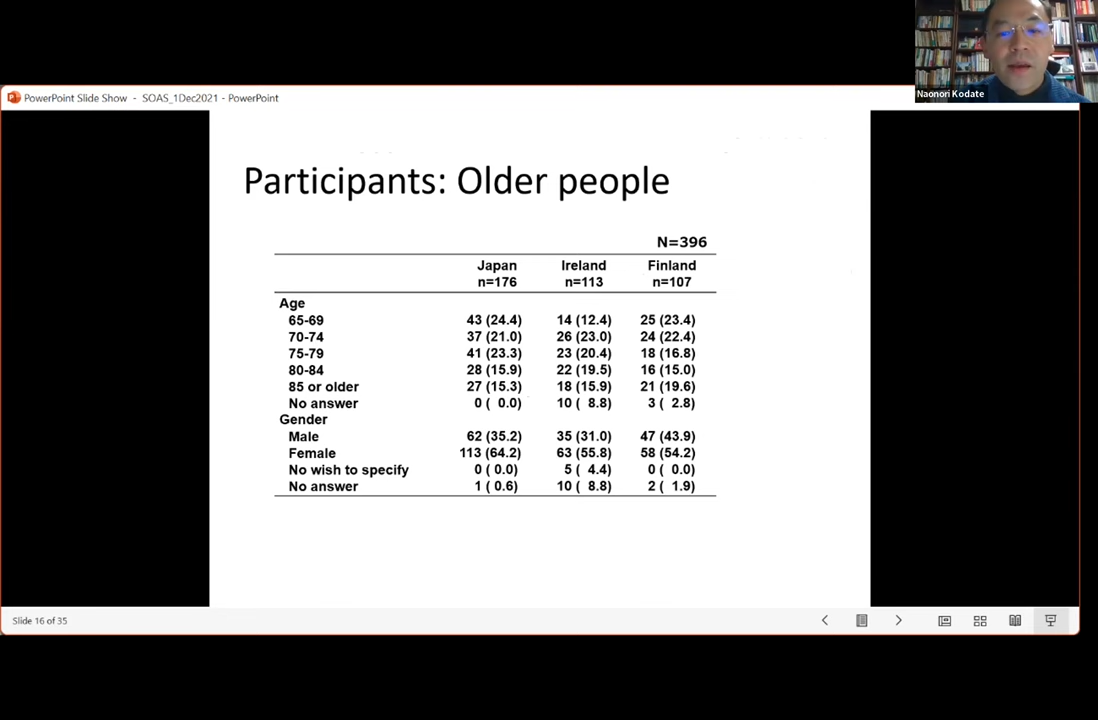 Naonori Kodate
PowerPoint Slide Show - SOAS_1Dec2021 - PowerPoint
Participants: Older people
N=396
Japan Ireland Finland
n=176 n=113 n=107
Age
65-69 43 (24.4) 14 (12.4) 25 (23.4)
70-74 37 (21.0) 26 (23.0) 24 (22.4)
75-79 41 (23.3) 23 (20.4) 18 (16.8)
80-84 28 (15.9) 22 (19.5) 16 (15.0)
85 or older 27 (15.3) 18 (15.9) 21 (19.6)
No answer 0 ( 0.0) 10 ( 8.8) 3 ( 2.8)
Gender
Male 62 (35.2) 35 (31.0) 47 (43.9)
Female 113 (64.2) 63 (55.8) 58 (54.2)
No wish to specify 0 ( 0.0) 5 ( 4.4) 0 ( 0.0)
No answer 1 ( 0.6) 10 ( 8.8) 2 ( 1.9)
Slide 16 of 35